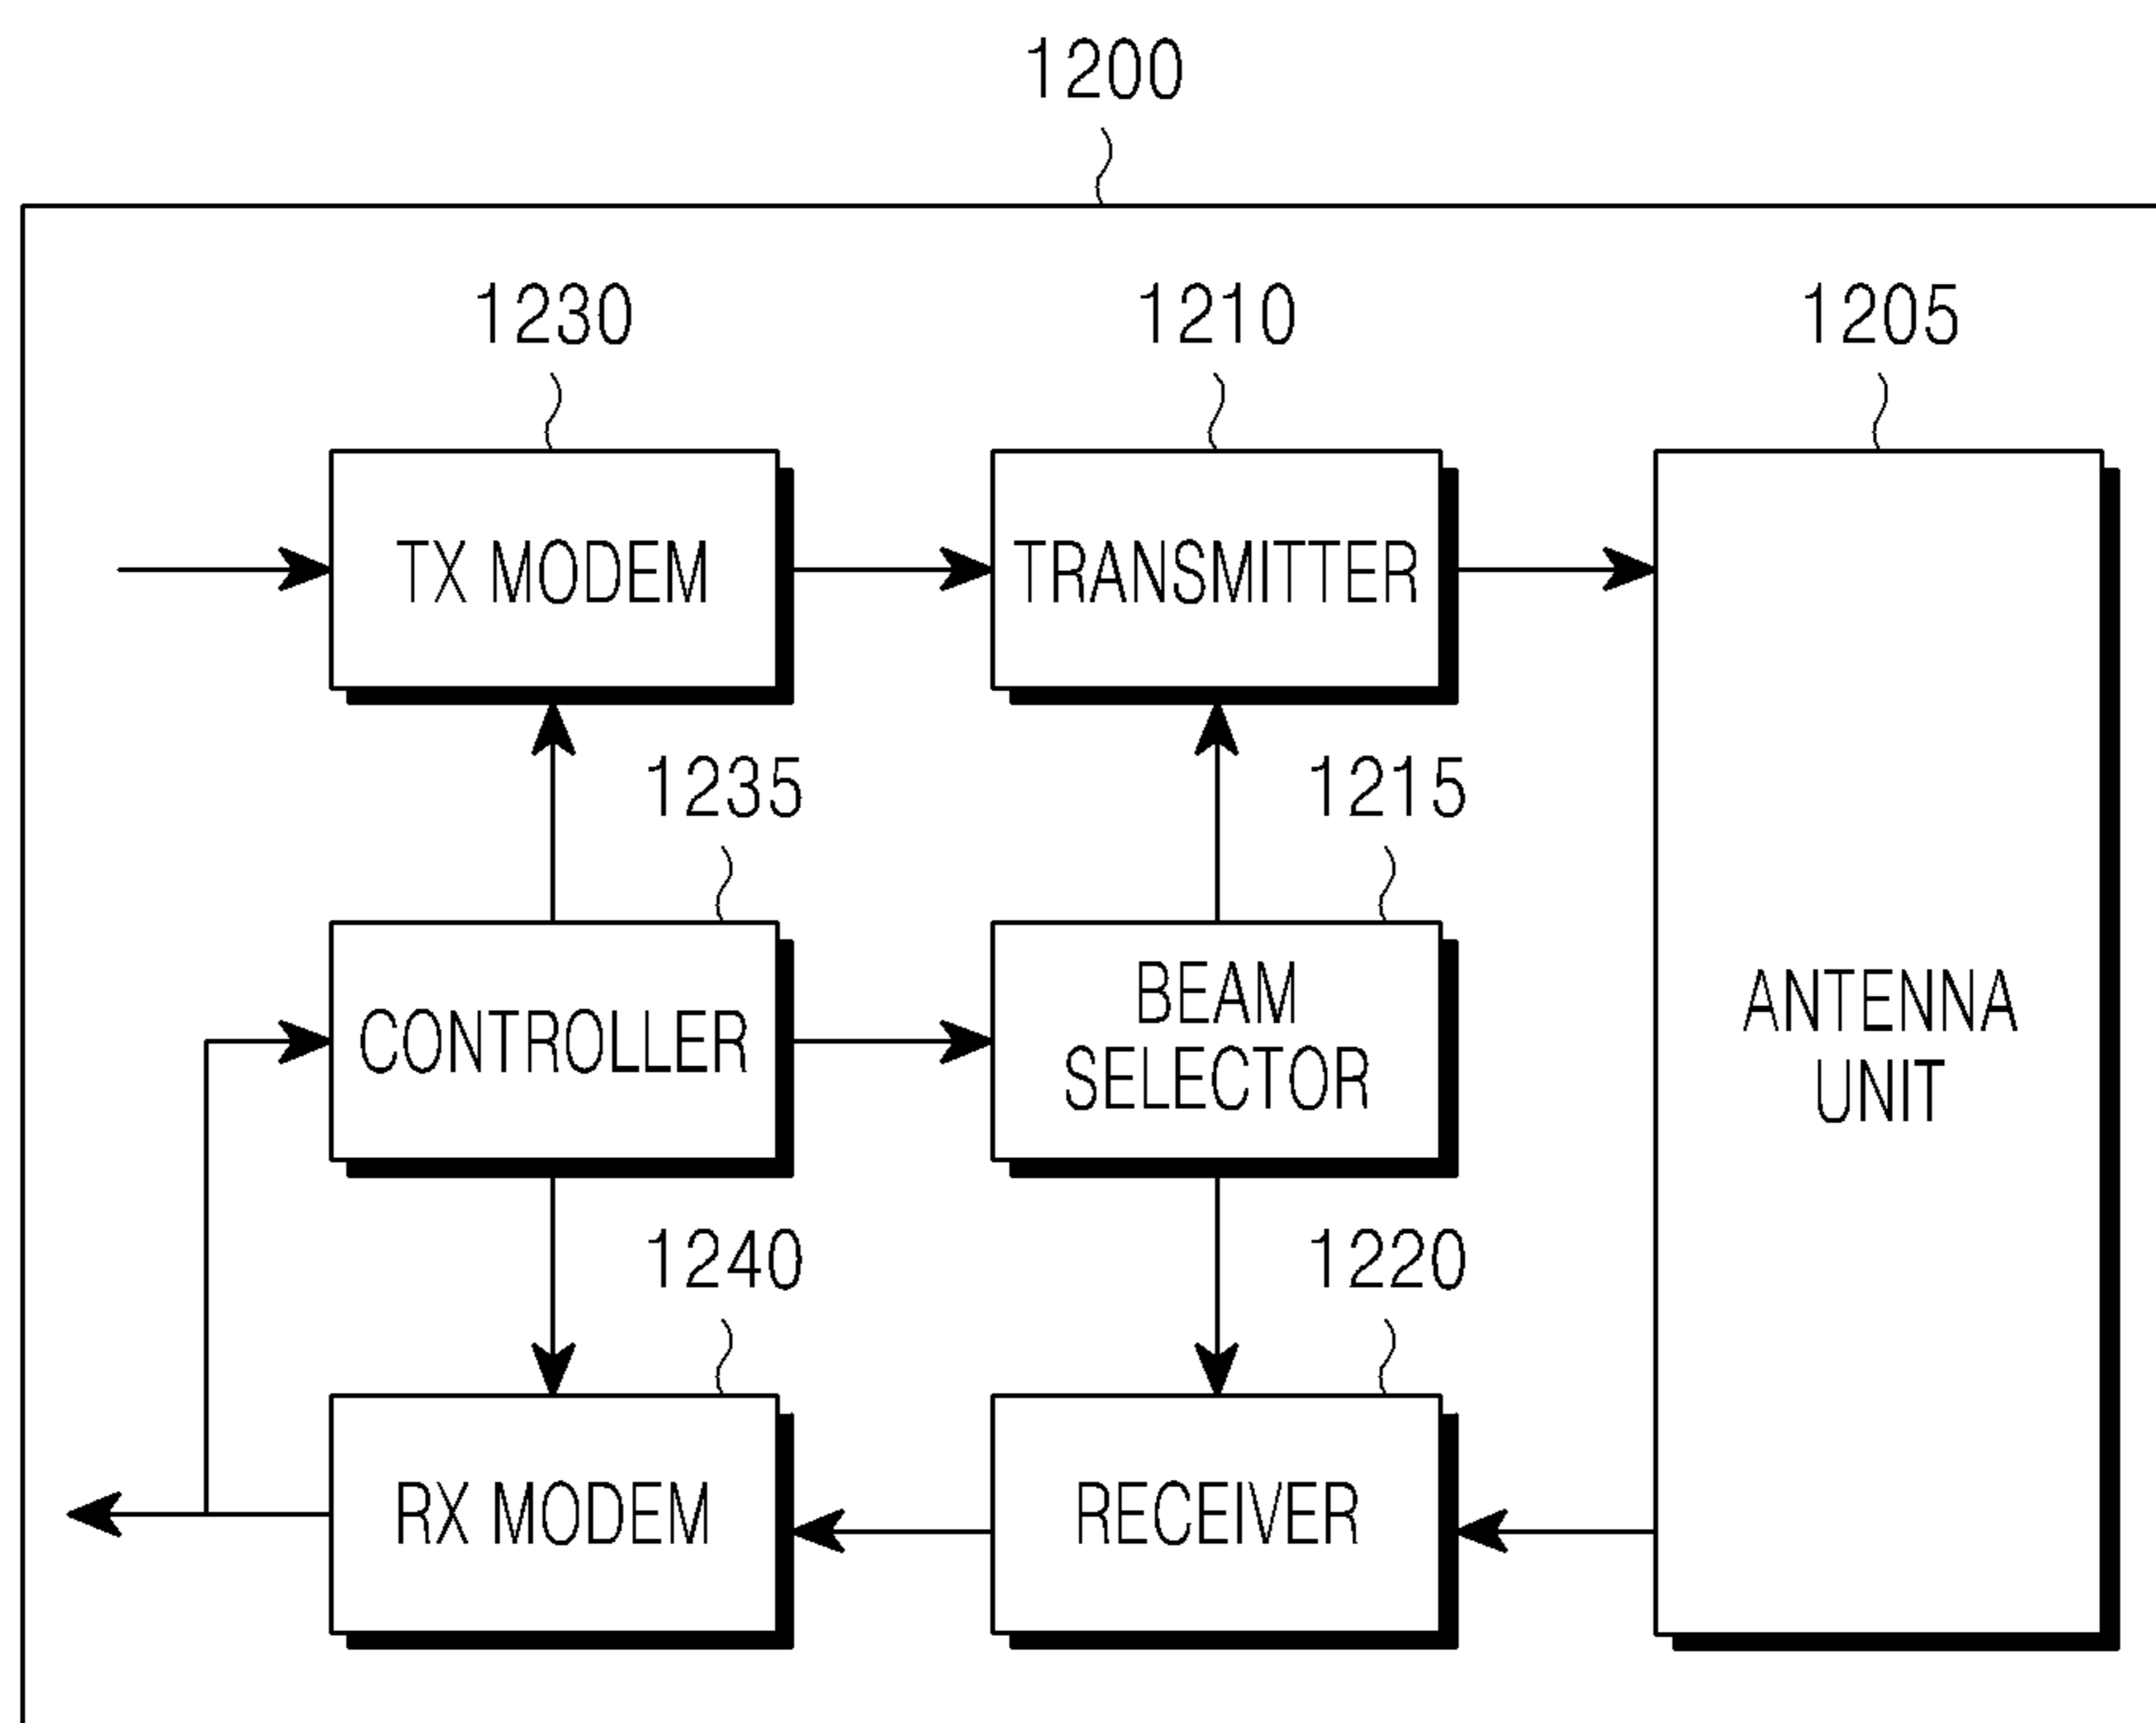 1200
1230
1210
1205
TX MODEM
TRANSMITTER
1235
1215
CONTROLLER
BEAM
SELECTOR
ANTENNA
UNIT
1240
1220
RX MODEM
RECEIVER